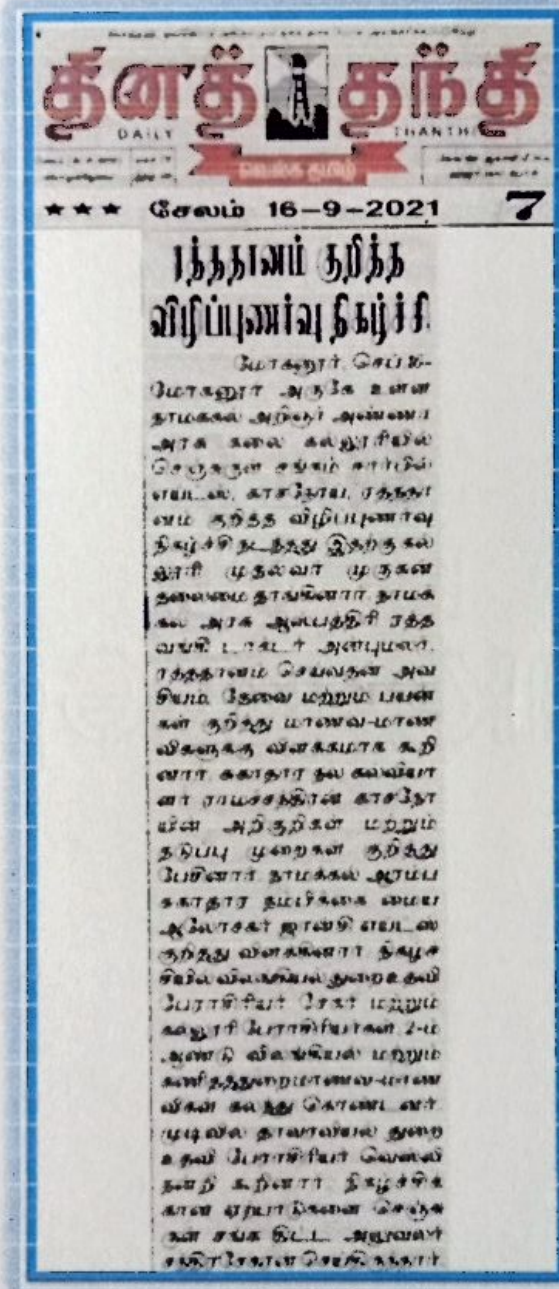 தினத் தந்தி
DAILY THANTHI
வெல்க தமிழ்
★★★ சேலம் 16-9-2021 7
ரத்ததானம் குறித்த
விழிப்புணர்வு நிகழ்ச்சி
மோகனூர், செப்.16-
மோகனூர் அருகே உள்ள
நாமக்கல் அறிஞர் அண்ணா
அரசு கலை கல்லூரியில்
செஞ்சுருள் சங்கம் சார்பில்
எய்ட்ஸ், காசநோய், ரத்ததா
னம் குறித்த விழிப்புணர்வு
நிகழ்ச்சி நடந்தது. இதற்கு கல்
லூரி முதல்வர் முருகன்
தலைமை தாங்கினார். நாமக்
கல் அரசு ஆஸ்பத்திரி ரத்த
வங்கி டாக்டர் அன்புமலர்,
ரத்ததானம் செய்வதன் அவ
சியம், தேவை மற்றும் பயன்
கள் குறித்து மாணவ-மாண
விகளுக்கு விளக்கமாக கூறி
னார். சுகாதார நல கல்வியா
ளர் ராமச்சந்திரன் காசநோ
யின் அறிகுறிகள் மற்றும்
தடுப்பு முறைகள் குறித்து
பேசினார். நாமக்கல் ஆரம்ப
சுகாதார நம்பிக்கை மைய
ஆலோசகர் ஜான்சி எய்ட்ஸ்
குறித்து விளக்கினார். நிகழ்ச்
சியில் விலங்கியல் துறை உதவி
பேராசிரியர் சேகர் மற்றும்
கல்லூரி பேராசிரியர்கள், 2-ம்
ஆண்டு விலங்கியல் மற்றும்
கணிதத்துறை மாணவ-மாண
விகள் கலந்து கொண்டனர்.
முடிவில் தாவரவியல் துறை
உதவி பேராசிரியர் வெஸ்லி
நன்றி கூறினார். நிகழ்ச்சிக்
கான ஏற்பாடுகளை செஞ்சு
ருள் சங்க திட்ட அலுவலர்
சந்திரசேகரன் செய்திருந்தார்.